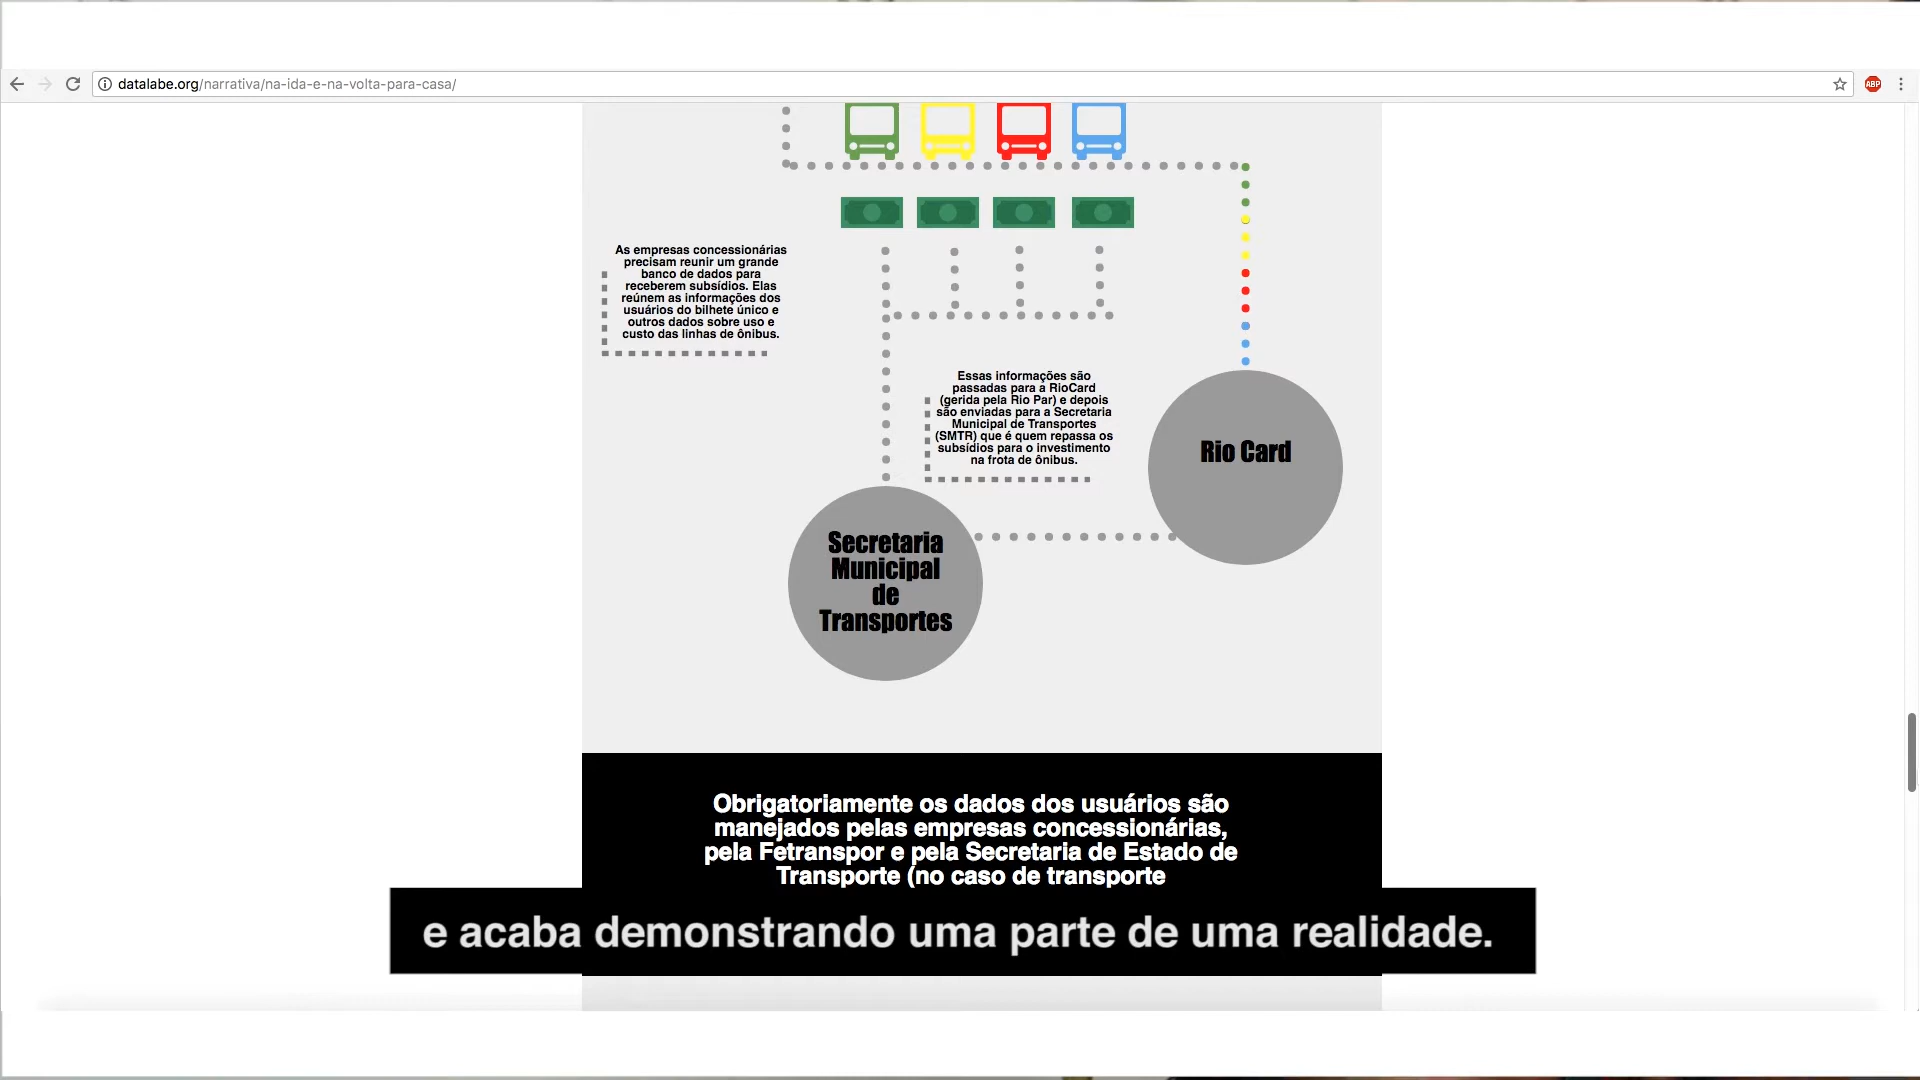 datalabe.org/narrativa/na-ida-e-na-volta-para-casa/
ABP
As empresas concessionárias
precisam reunir um grande
banco de dados para
receberem subsídios. Elas
reúnem as informações dos
usuários do bilhete único e
outros dados sobre uso e
custo das linhas de ônibus.
Essas informações são
passadas para a RioCard
(gerida pela Rio Par) e depois
são enviadas para a Secretaria
Municipal de Transportes
(SMTR) que é quem repassa os
subsídios para o investimento
na frota de ônibus.
Rio Card
Secretaria
Municipal
de
Transportes
Obrigatoriamente os dados dos usuários são
manejados pelas empresas concessionárias,
pela Fetranspor e pela Secretaria de Estado de
Transporte (no caso de transporte
e acaba demonstrando uma parte de uma realidade.